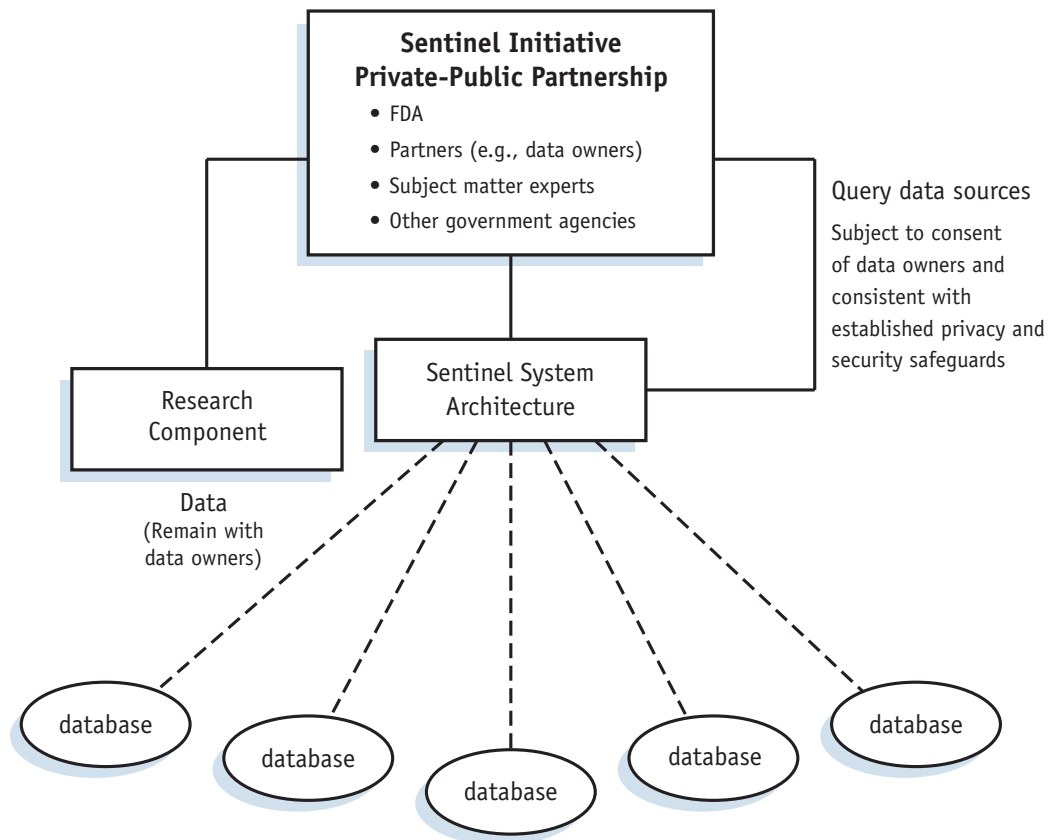 Sentinel Initiative
Private-Public Partnership
• FDA
• Partners (e.g., data owners)
• Subject matter experts
• Other government agencies
Query data sources
Subject to consent
of data owners and
consistent with
established privacy and
security safeguards
Sentinel System
Architecture
Research
Component
Data
(Remain with
data owners)
database
database
database
database
database